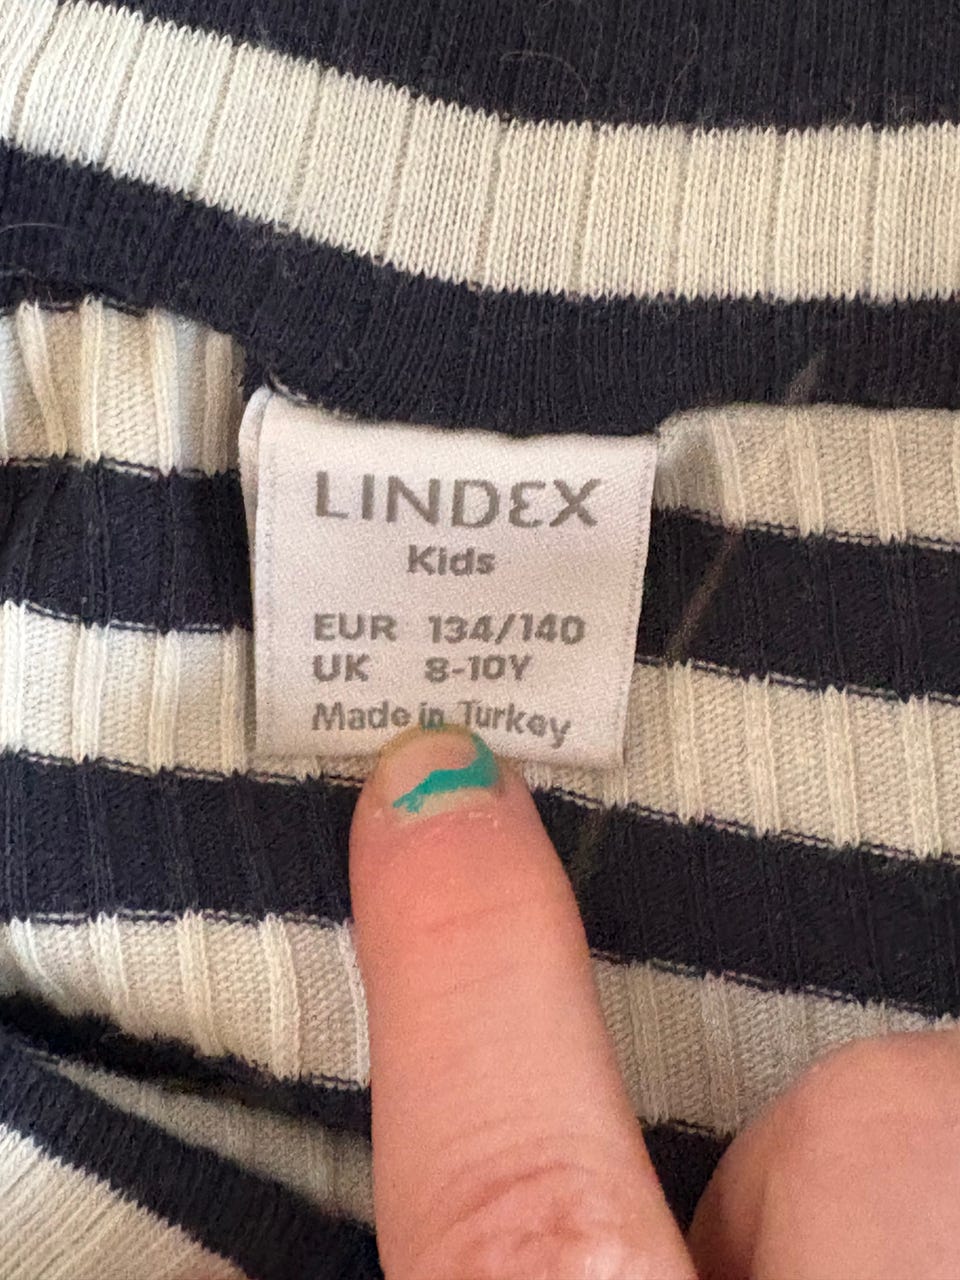 LINDEX
Kids
EUR 134/140
UK 8-10Y
Made in Turkey